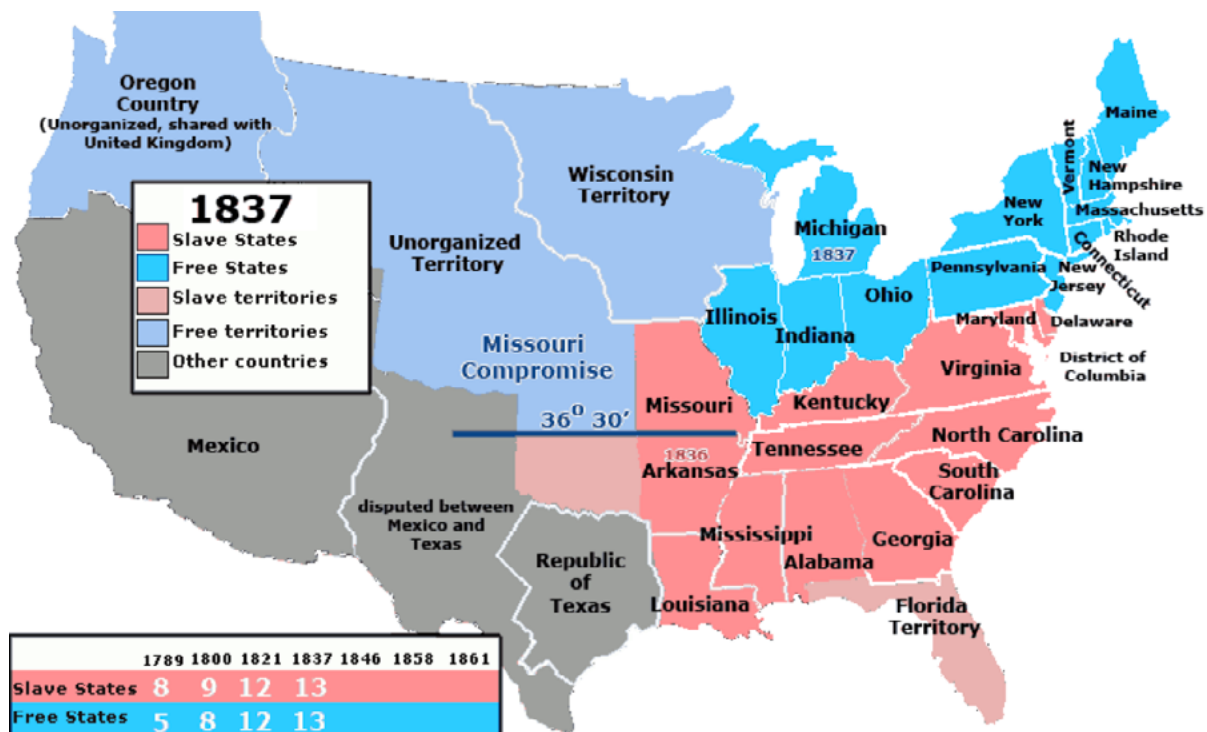 Oregon
Country
(Unorganized, shared with
United Kingdom)
1837
Slave States
Free States
Slave territories
Free territories
Other countries
Unorganized
Territory
Wisconsin
Territory
Michigan
1837
Maine
Vermont
New
Hampshire
New
York
Massachusetts
Rhode
Island
Connecticut
Pennsylvania
New
Jersey
Ohio
Illinois
Indiana
Maryland
Delaware
District of
Columbia
Virginia
Missouri
Compromise
36⁰ 30'
Missouri
Kentucky
Mexico
1836
Arkansas
Tennessee
North Carolina
South
Carolina
disputed between
Mexico and
Texas
Mississippi
Alabama
Georgia
Republic
of
Texas
Louisiana
Florida
Territory
1789 1800 1821 1837 1846 1858 1861
Slave States 8 9 12 13
Free States 5 8 12 13